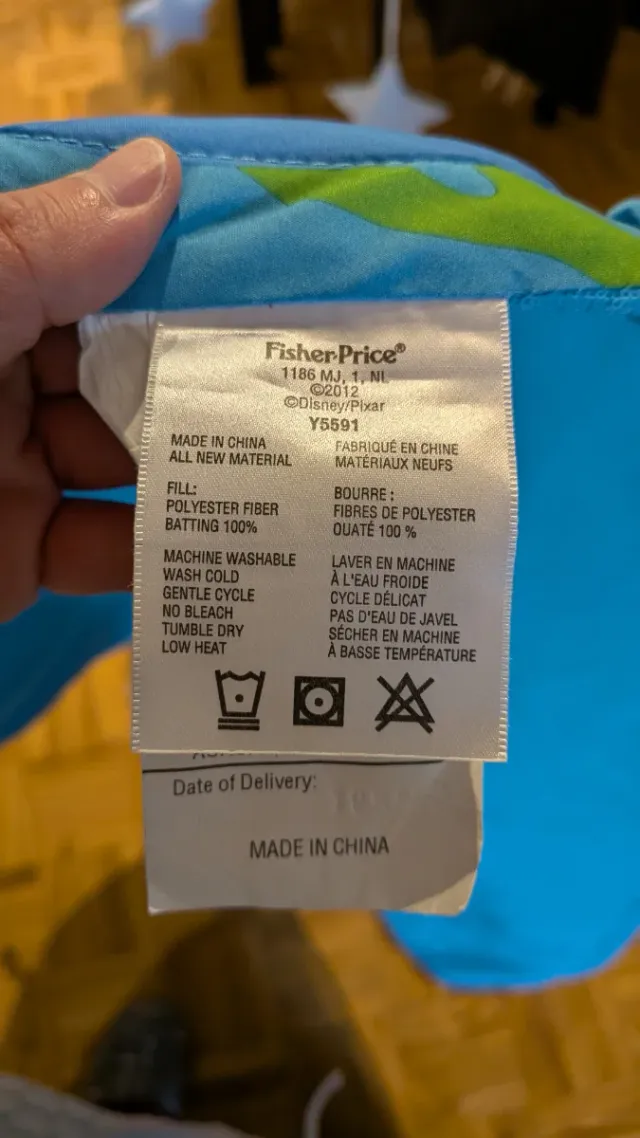 Fisher-Price®
1186 MJ, 1, NL
©2012
©Disney/Pixar
Y5591
MADE IN CHINA
ALL NEW MATERIAL
FILL:
POLYESTER FIBER
BATTING 100%
MACHINE WASHABLE
WASH COLD
GENTLE CYCLE
NO BLEACH
TUMBLE DRY
LOW HEAT
FABRIQUÉ EN CHINE
MATÉRIAUX NEUFS
BOURRE :
FIBRES DE POLYESTER
OUATÉ 100 %
LAVER EN MACHINE
À L'EAU FROIDE
CYCLE DÉLICAT
PAS D'EAU DE JAVEL
SÉCHER EN MACHINE
À BASSE TEMPÉRATURE
Date of Delivery:
MADE IN CHINA